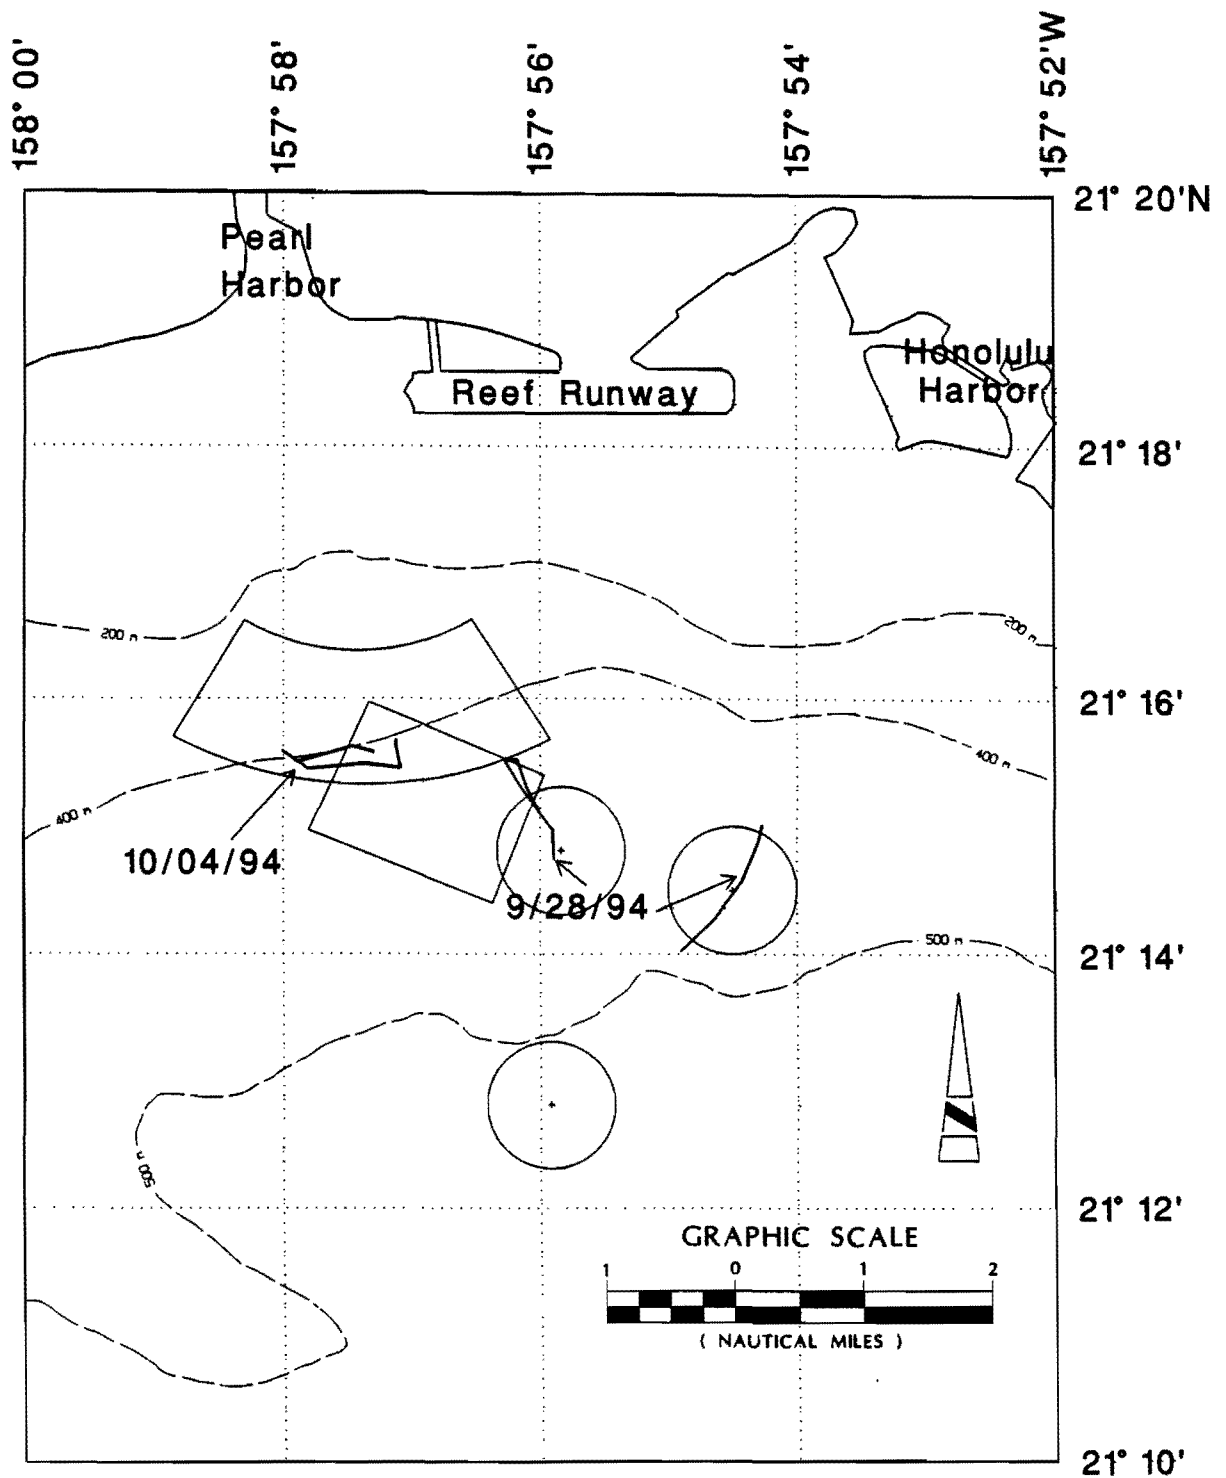 158° 00'
157° 58'
157° 56'
157° 54'
157° 52'W
21° 20'N
Pearl
Harbor
Honolulu
Harbor
Reef Runway
21° 18'
200 m
200 m
21° 16'
400 m
400 m
10/04/94
9/28/94
500 m
21° 14'
500 m
21° 12'
GRAPHIC SCALE
1 0 1 2
( NAUTICAL MILES )
21° 10'